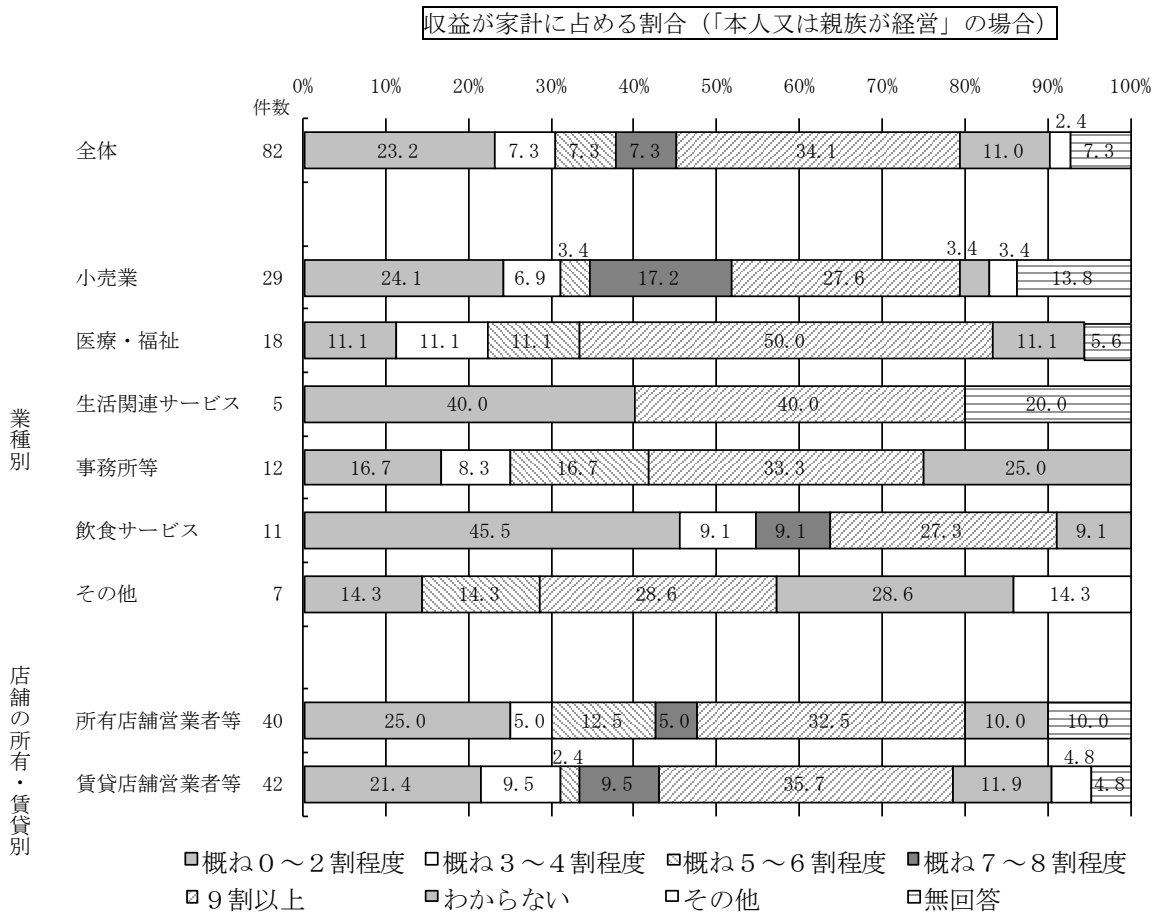 収益が家計に占める割合（「本人又は親族が経営」の場合）
0% 10% 20% 30% 40% 50% 60% 70% 80% 90% 100%
件数
2.4
全体 82 23.2 7.3 7.3 7.3 34.1 11.0 7.3
3.4 3.4 3.4
小売業 29 24.1 6.9 17.2 27.6 13.8
医療・福祉 18 11.1 11.1 11.1 50.0 11.1 5.6
生活関連サービス 5 40.0 40.0 20.0
業種別
事務所等 12 16.7 8.3 16.7 33.3 25.0
飲食サービス 11 45.5 9.1 9.1 27.3 9.1
その他 7 14.3 14.3 28.6 28.6 14.3
店舗の所有・賃貸別
所有店舗営業者等 40 25.0 5.0 12.5 5.0 32.5 10.0 10.0
2.4 4.8
賃貸店舗営業者等 42 21.4 9.5 9.5 35.7 11.9 4.8
概ね０～２割程度 概ね３～４割程度 概ね５～６割程度 概ね７～８割程度
９割以上 わからない その他 無回答